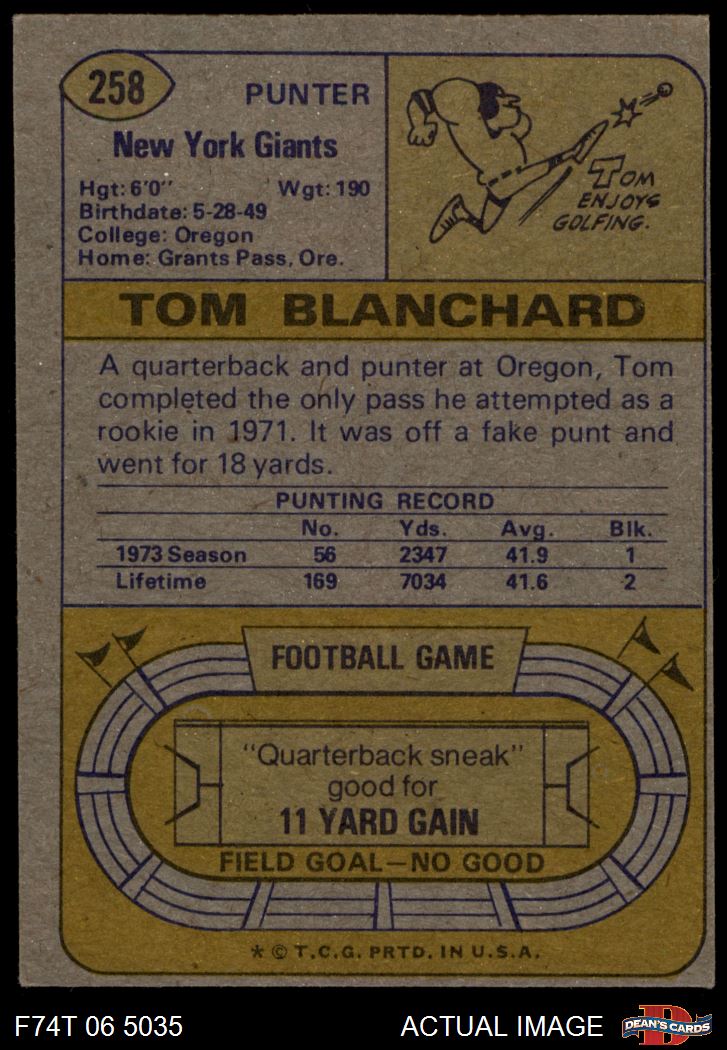 258
PUNTER
New York Giants
Hgt: 6'0" Wgt: 190
Birthdate: 5-28-49
College: Oregon
Home: Grants Pass, Ore.
TOM ENJOYS GOLFING.
TOM BLANCHARD
A quarterback and punter at Oregon, Tom
completed the only pass he attempted as a
rookie in 1971. It was off a fake punt and
went for 18 yards.
PUNTING RECORD
No. Yds. Avg. Blk.
1973 Season 56 2347 41.9 1
Lifetime 169 7034 41.6 2
FOOTBALL GAME
"Quarterback sneak"
good for
11 YARD GAIN
FIELD GOAL—NO GOOD
* © T.C.G. PRTD. IN U.S.A.
F74T 06 5035 ACTUAL IMAGE D DEAN'S CARDS